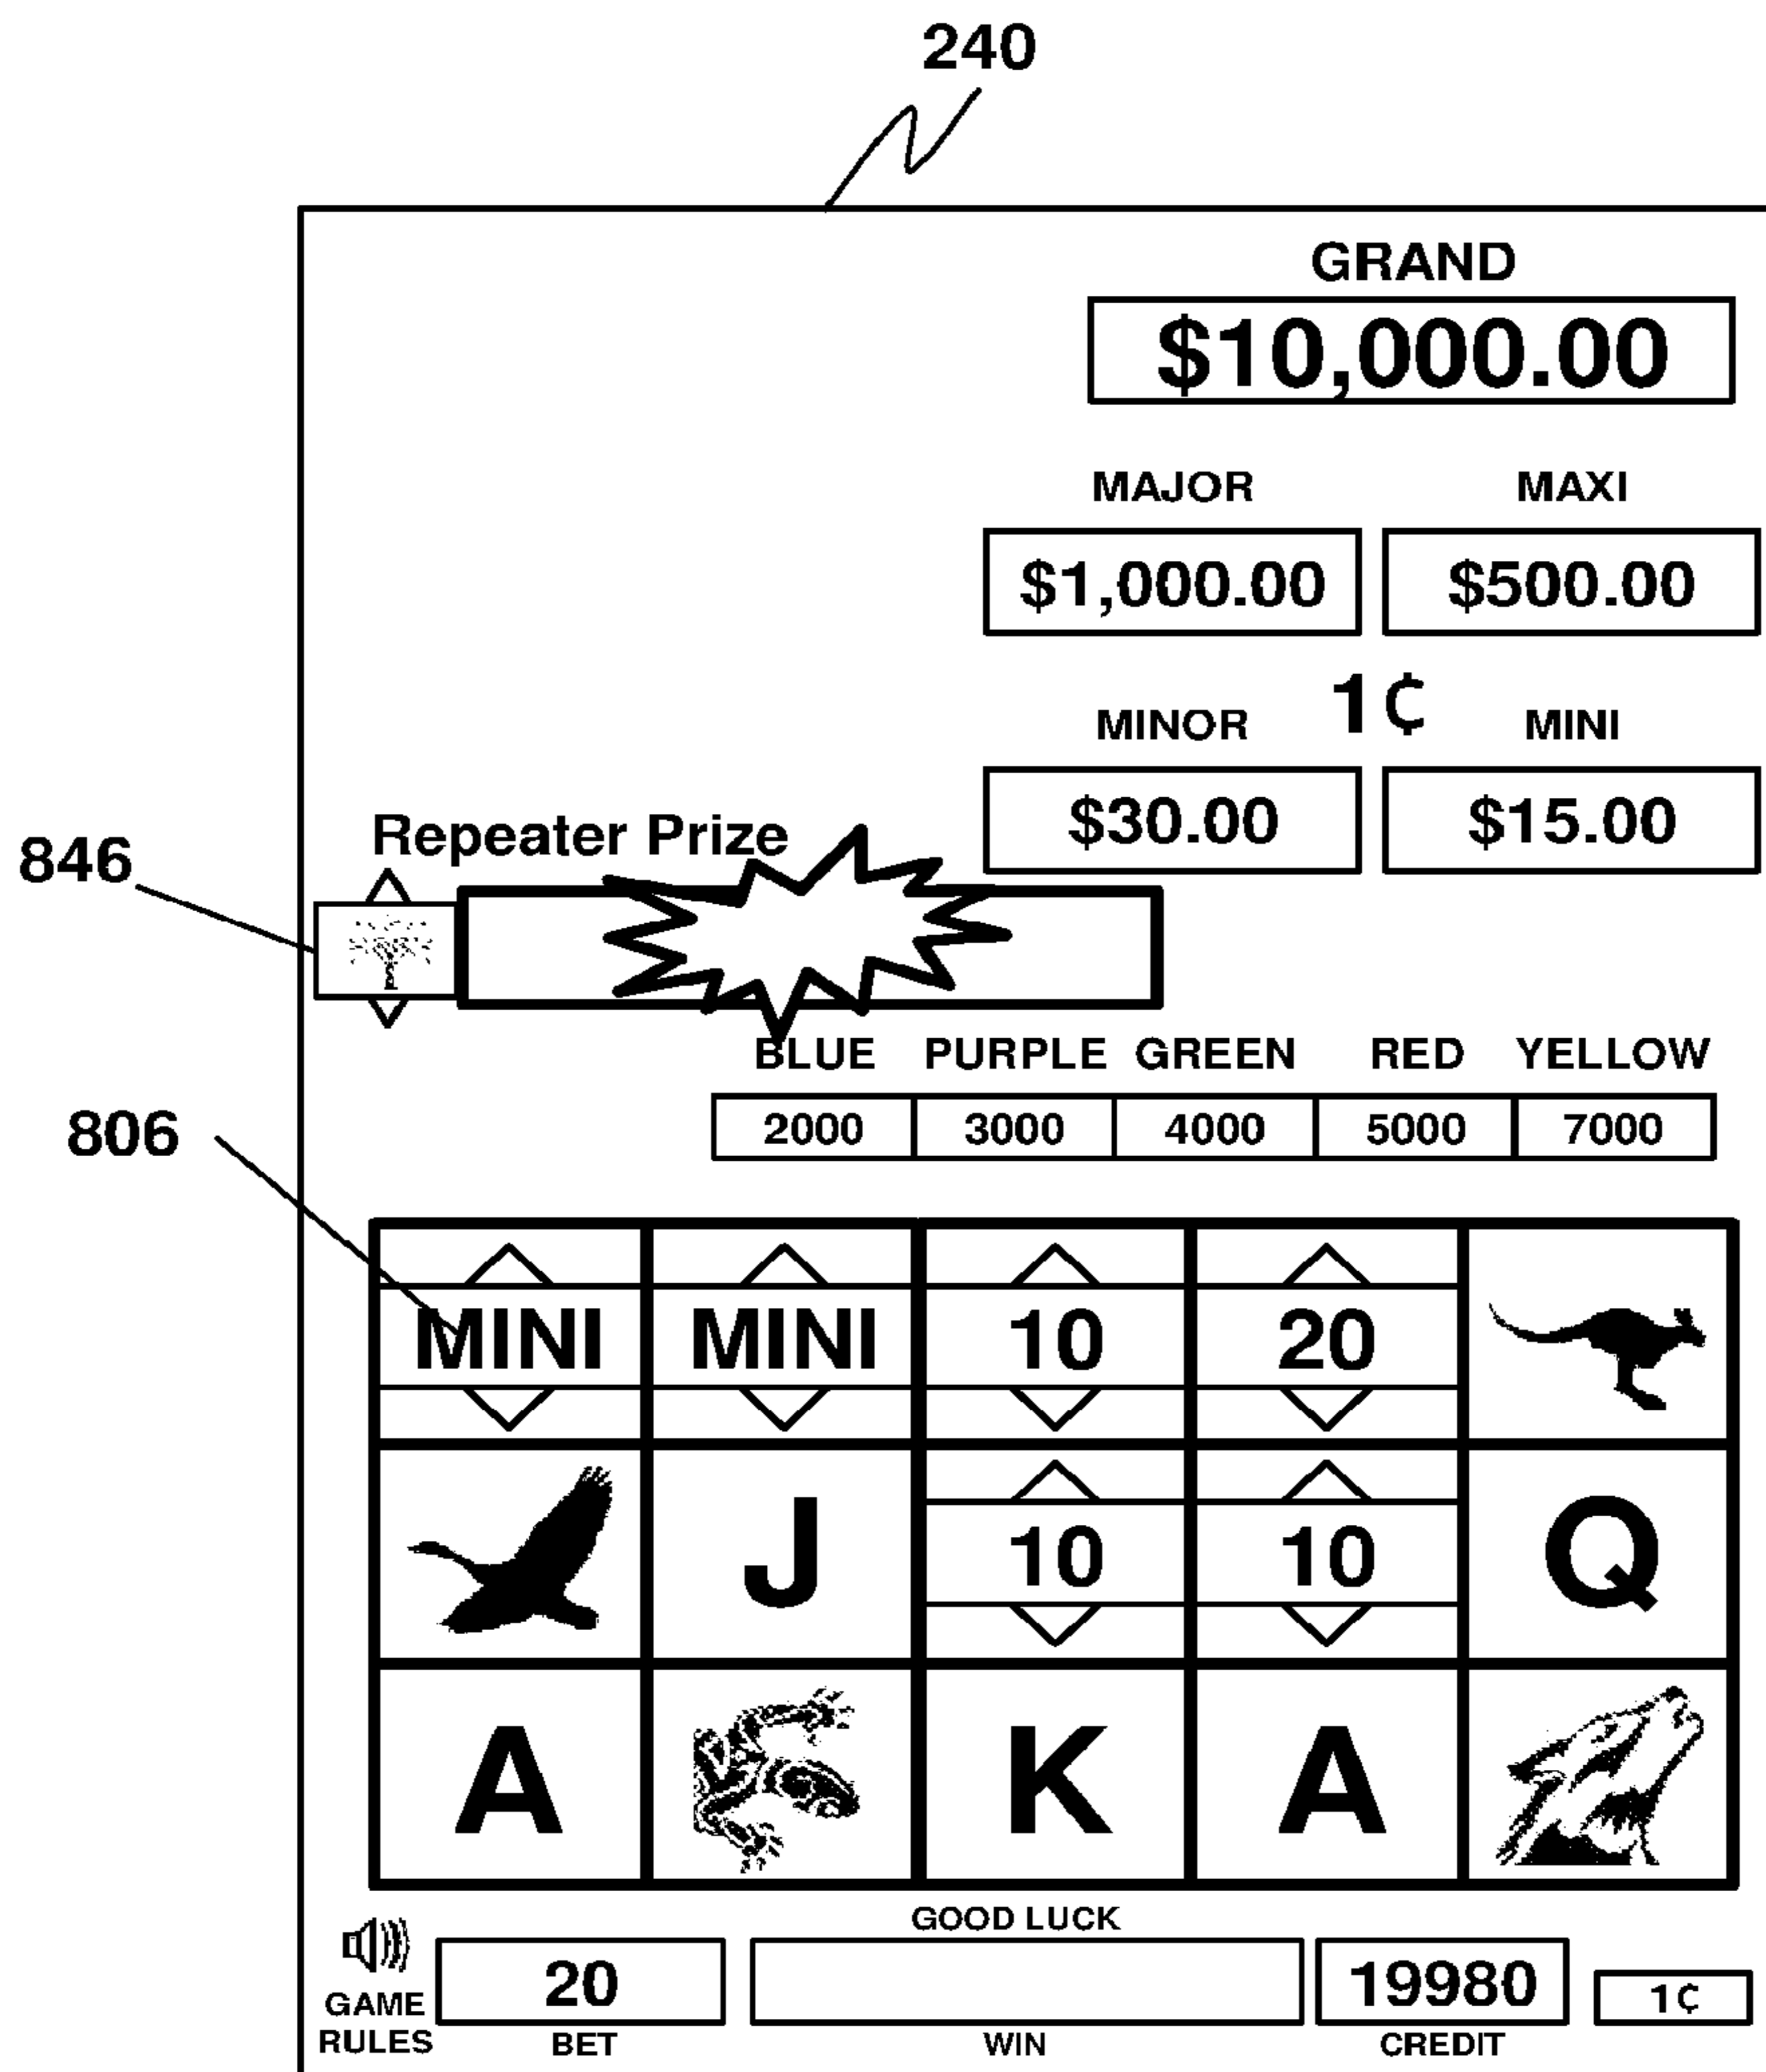 240
GRAND
$10,000.00
MAJOR MAXI
$1,000.00 $500.00
1¢
MINOR MINI
$30.00 $15.00
Repeater Prize
846
BLUE PURPLE GREEN RED YELLOW
2000 3000 4000 5000 7000
806
MINI MINI 10 20
J 10 10 Q
A K A
GOOD LUCK
20 19980 1¢
GAME RULES
BET WIN CREDIT